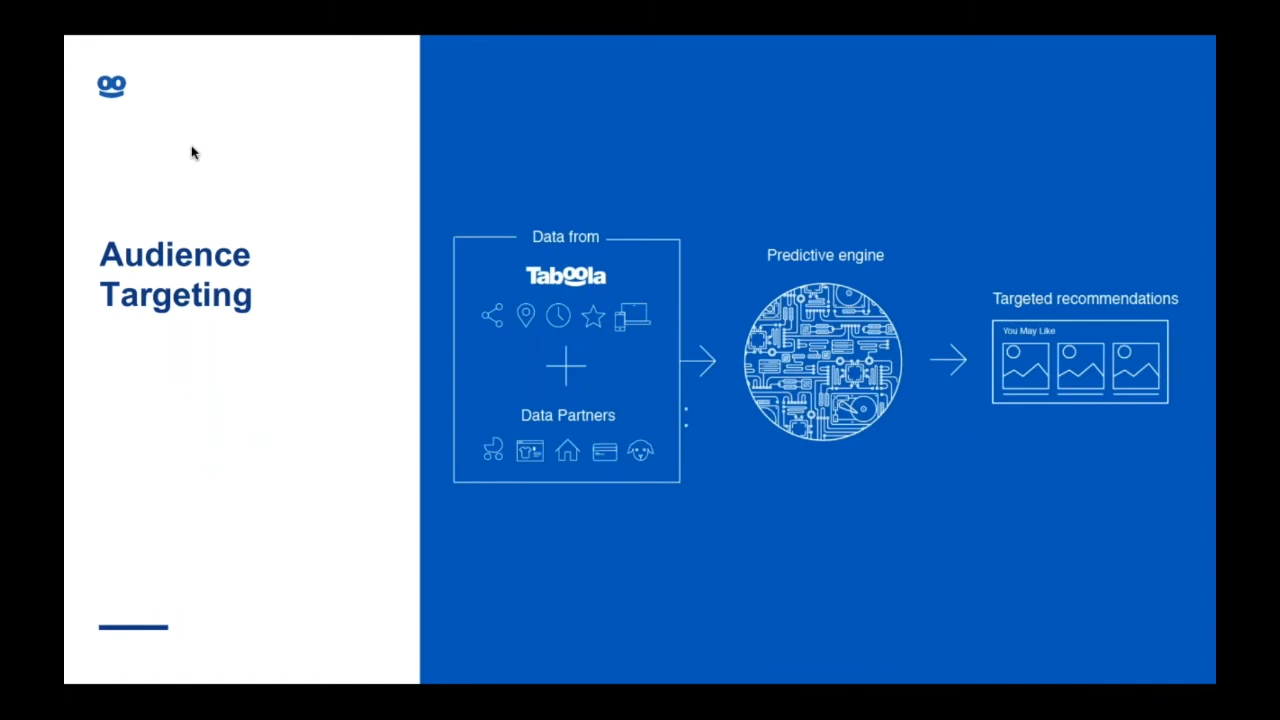 Audience
Targeting
Data from
Taboola
Data Partners
Predictive engine
Targeted recommendations
You May Like